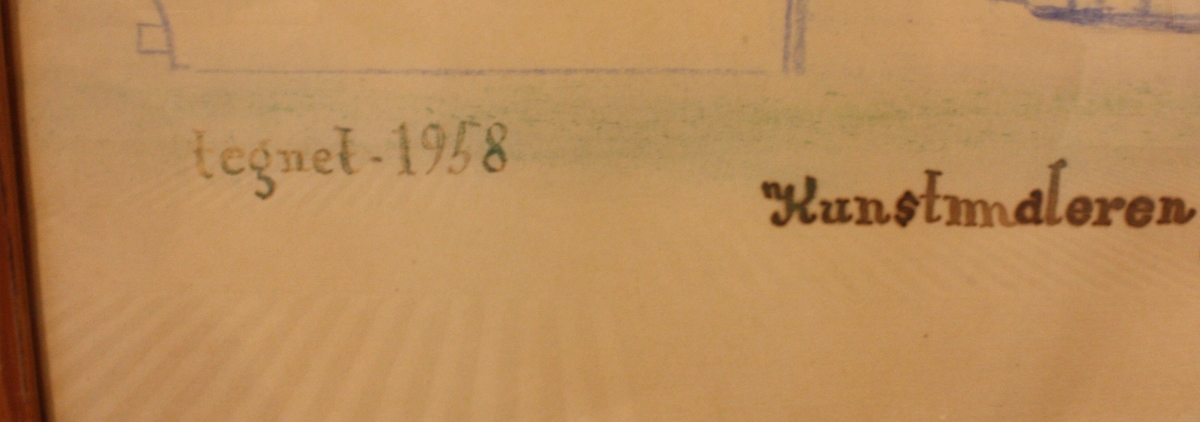 tegnet - 1958
"Kunstmaleren